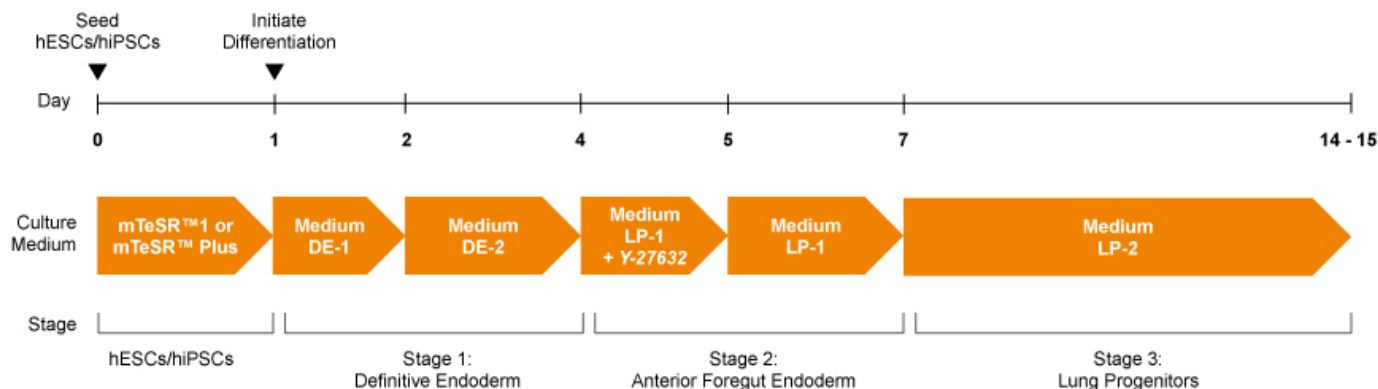 Seed
hESCs/hiPSCs
Initiate
Differentiation
Day
0
1
2
4
5
7
14 - 15
Culture
Medium
mTeSR™1 or
mTeSR™ Plus
Medium
DE-1
Medium
DE-2
Medium
LP-1
+ Y-27632
Medium
LP-1
Medium
LP-2
Stage
hESCs/hiPSCs
Stage 1:
Definitive Endoderm
Stage 2:
Anterior Foregut Endoderm
Stage 3:
Lung Progenitors